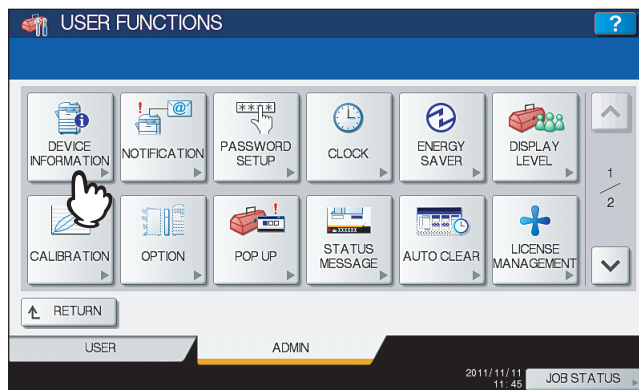 USER FUNCTIONS
?
DEVICE
INFORMATION
NOTIFICATION
PASSWORD
SETUP
CLOCK
ENERGY
SAVER
DISPLAY
LEVEL
1
2
CALIBRATION
OPTION
POP UP
STATUS
MESSAGE
AUTO CLEAR
LICENSE
MANAGEMENT
RETURN
USER
ADMIN
2011/11/11
11:45
JOB STATUS